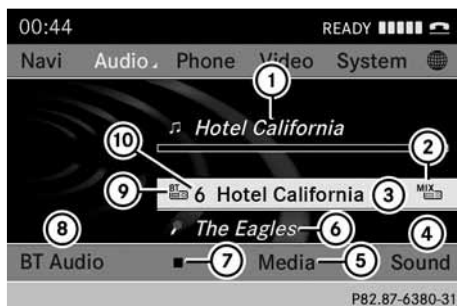 00:44 READY
Navi Audio Phone Video System
1
Hotel California
10 2
9 BT 6 Hotel California 3 MIX
8 The Eagles 6 4
BT Audio 7 Media 5 Sound
P82.87-6380-31